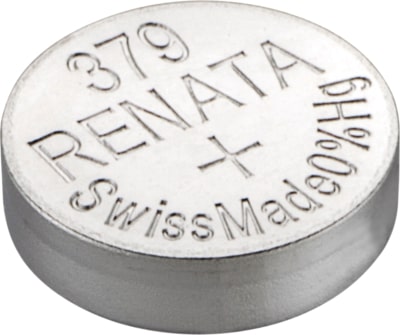 379
RENATA
+
SwissMade0%Hg